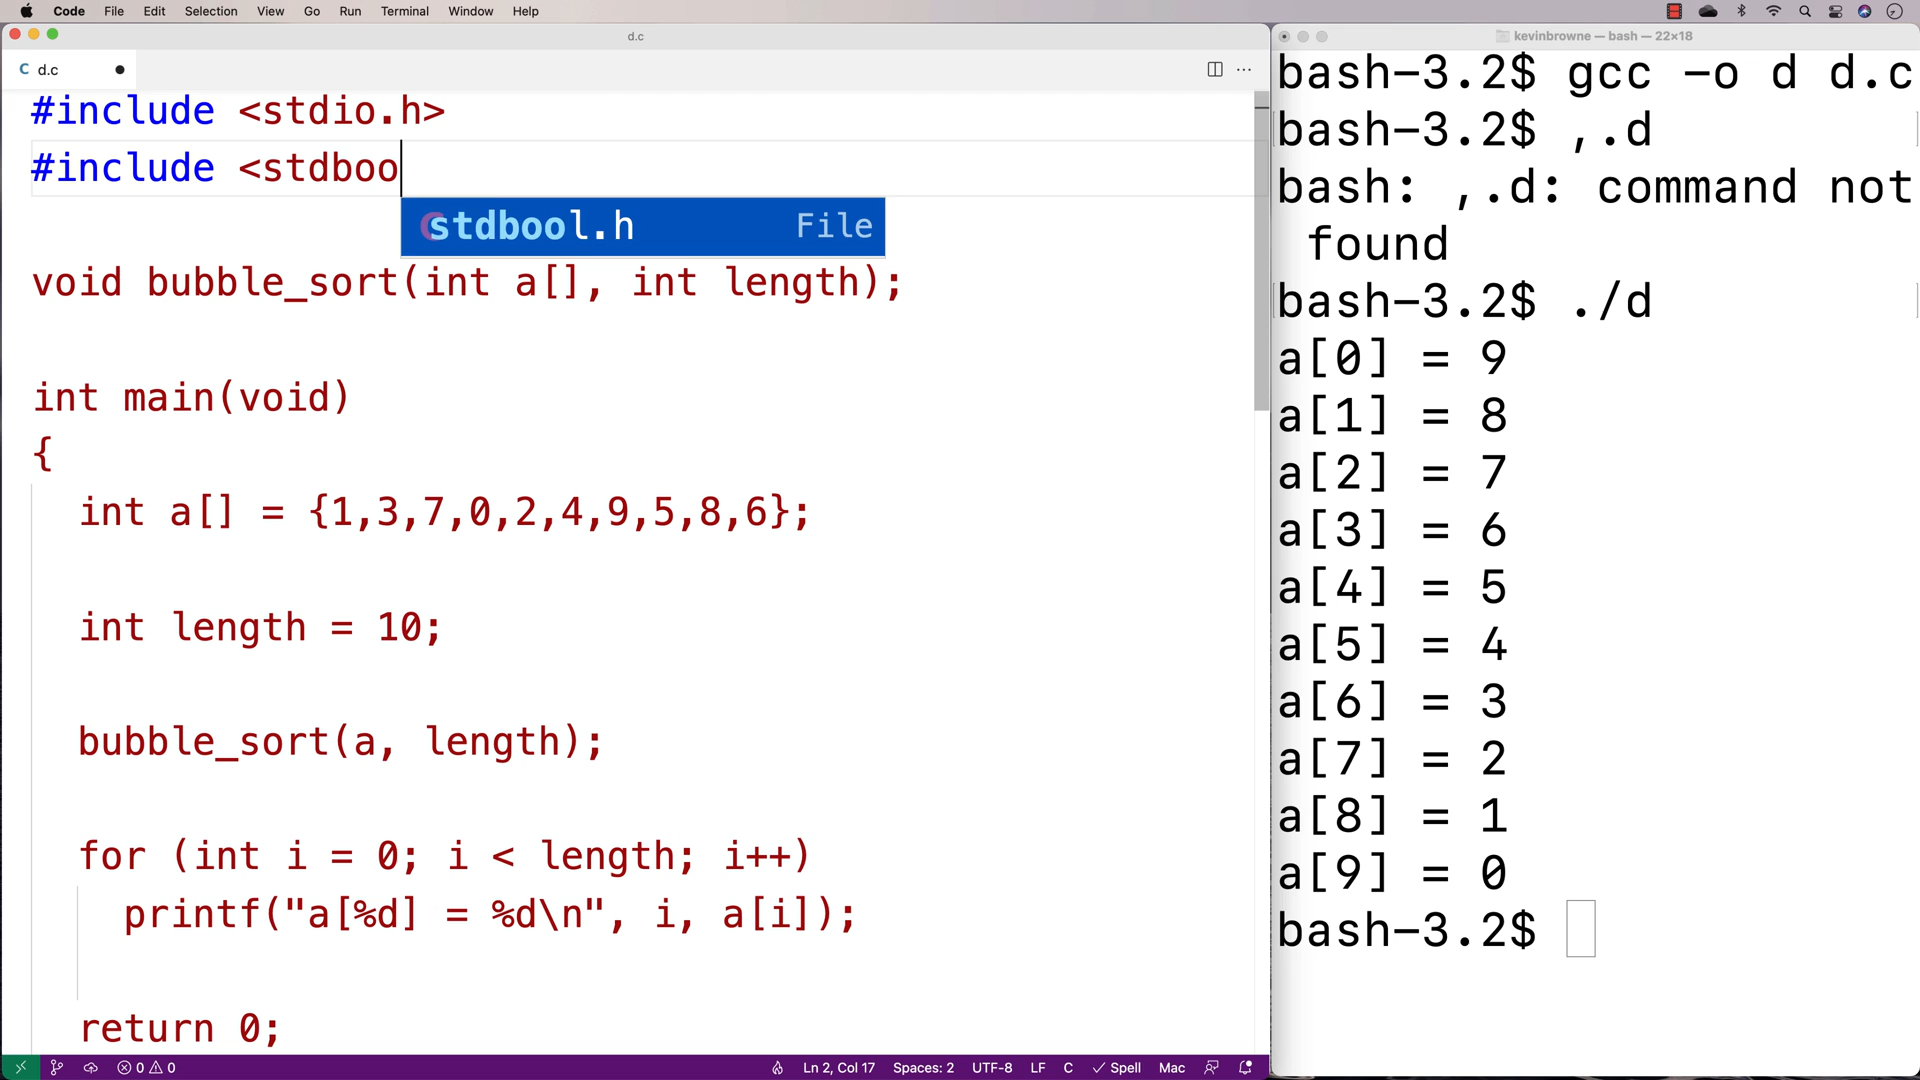 Code File Edit Selection View Go Run Terminal Window Help
d.c
C d.c
#include <stdio.h>
#include <stdboo
stdbool.h File
void bubble_sort(int a[], int length);
int main(void)
{
int a[] = {1,3,7,0,2,4,9,5,8,6};
int length = 10;
bubble_sort(a, length);
for (int i = 0; i < length; i++)
printf("a[%d] = %d\n", i, a[i]);
return 0;
0 0 Ln 2, Col 17 Spaces: 2 UTF-8 LF C Spell Mac
kevinbrowne — bash — 22×18
bash-3.2$ gcc -o d d.c
bash-3.2$ ,.d
bash: ,.d: command not
found
bash-3.2$ ./d
a[0] = 9
a[1] = 8
a[2] = 7
a[3] = 6
a[4] = 5
a[5] = 4
a[6] = 3
a[7] = 2
a[8] = 1
a[9] = 0
bash-3.2$